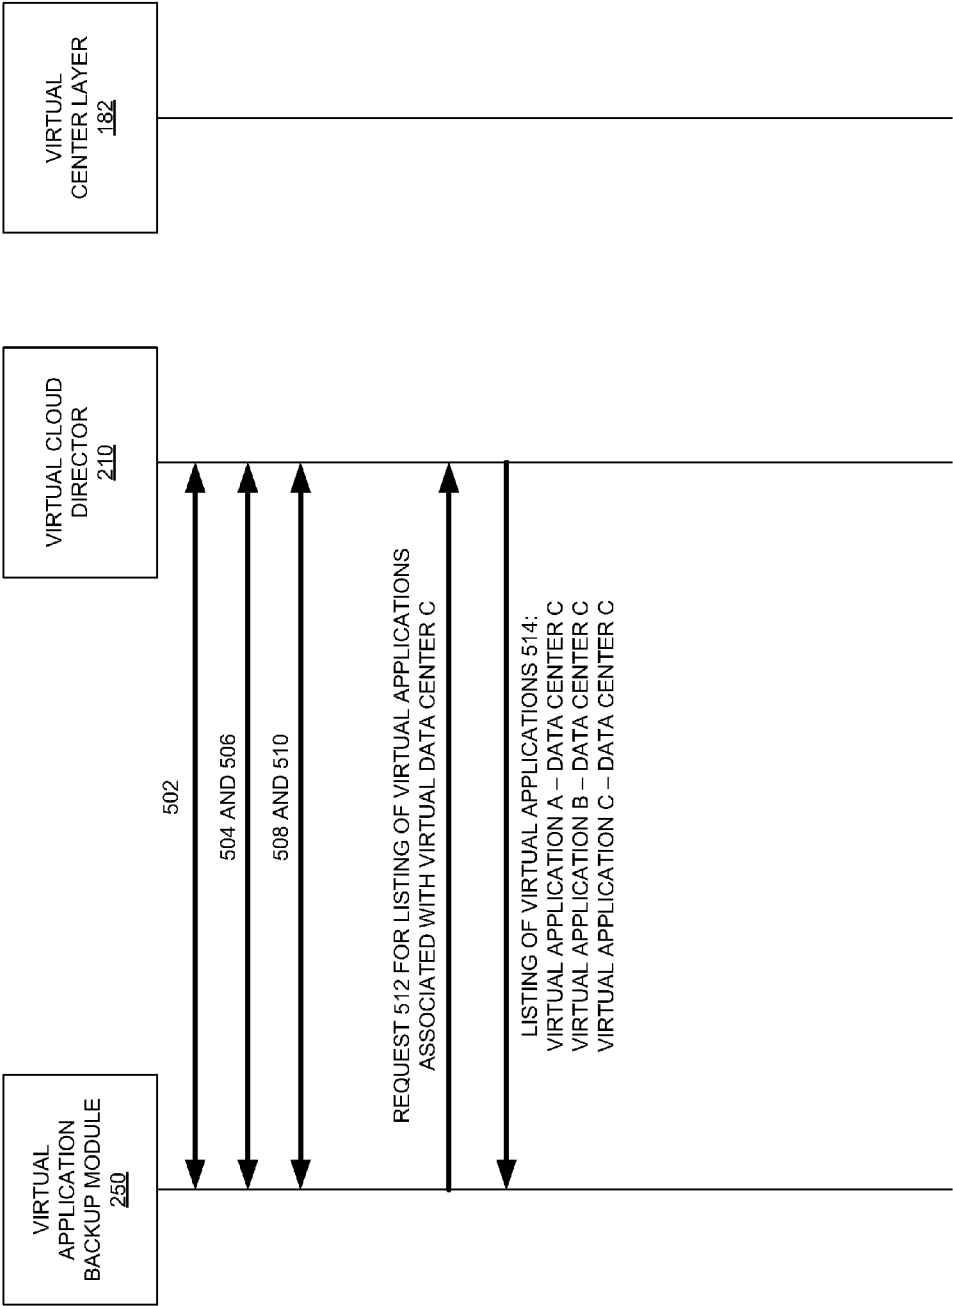 VIRTUAL
APPLICATION
BACKUP MODULE
250
VIRTUAL CLOUD
DIRECTOR
210
VIRTUAL
CENTER LAYER
182
502
504 AND 506
508 AND 510
REQUEST 512 FOR LISTING OF VIRTUAL APPLICATIONS
ASSOCIATED WITH VIRTUAL DATA CENTER C
LISTING OF VIRTUAL APPLICATIONS 514:
VIRTUAL APPLICATION A – DATA CENTER C
VIRTUAL APPLICATION B – DATA CENTER C
VIRTUAL APPLICATION C – DATA CENTER C